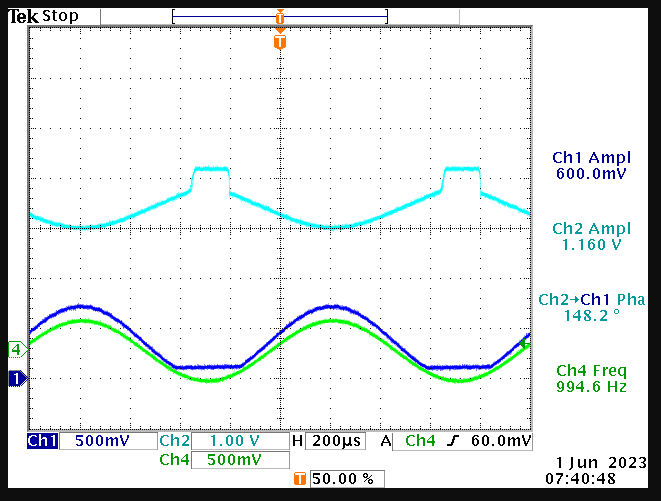 Tek Stop
T
T
Ch1 Ampl
600.0mV
Ch2 Ampl
1.160 V
Ch2→Ch1 Pha
148.2 °
4
Ch4 Freq
994.6 Hz
1
Ch1 500mV Ch2 1.00 V H 200µs A Ch4 60.0mV
Ch4 500mV
T 50.00 %
1 Jun 2023
07:40:48